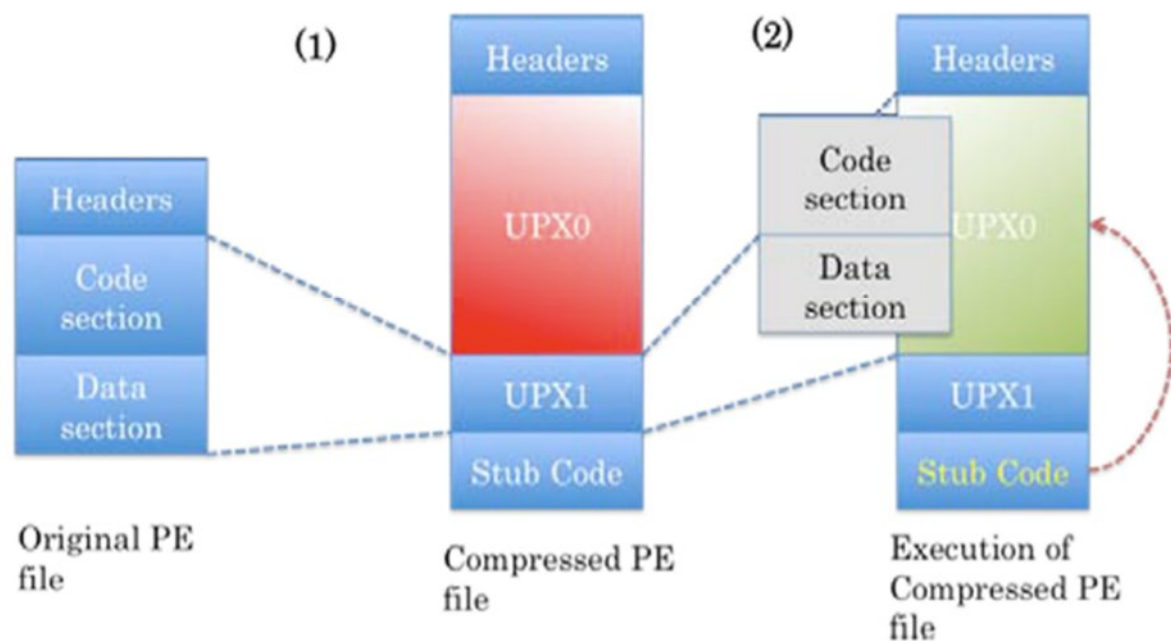 (1)
(2)
Headers
Code
section
Data
section
Original PE
file
Headers
UPX0
UPX1
Stub Code
Compressed PE
file
Headers
Code
section
Data
section
UPX0
UPX1
Stub Code
Execution of
Compressed PE
file